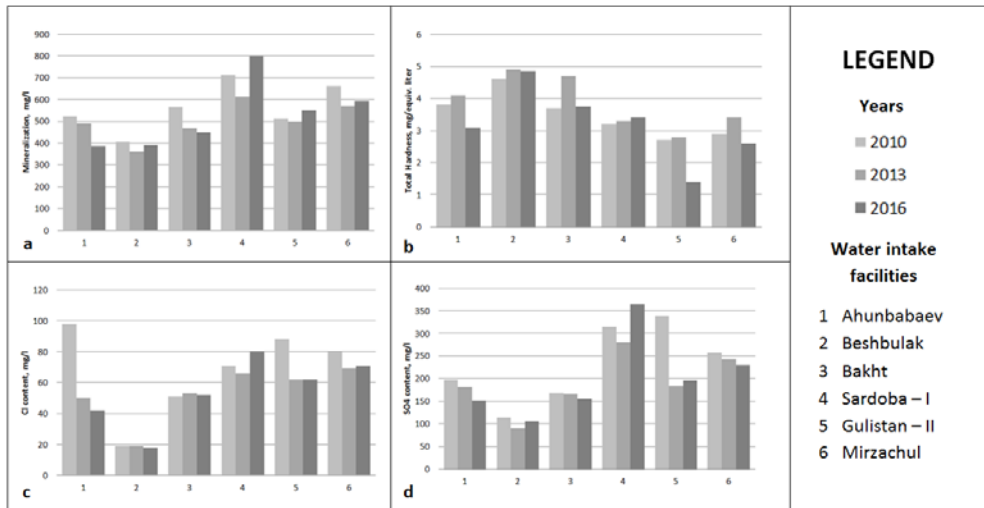 900
800
700
600
500
400
300
200
100
0
Mineralization, mg/l
1 2 3 4 5 6
a
6
5
4
3
2
1
0
Total Hardness, mg/equiv. liter
1 2 3 4 5 6
b
120
100
80
60
40
20
0
Cl content, mg/l
1 2 3 4 5 6
c
400
350
300
250
200
150
100
50
0
SO4 content, mg/l
1 2 3 4 5 6
d
LEGEND
Years
2010
2013
2016
Water intake
facilities
1 Ahunbabaev
2 Beshbulak
3 Bakht
4 Sardoba – I
5 Gulistan – II
6 Mirzachul